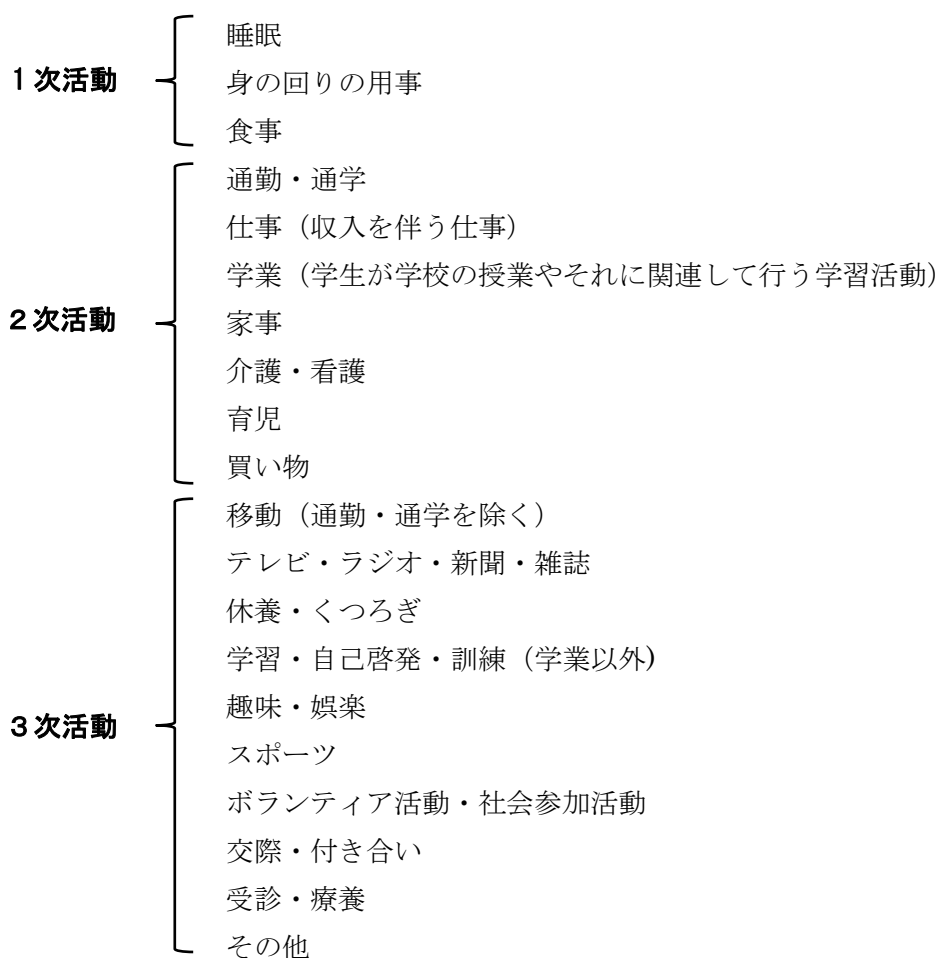 1次活動
睡眠
身の回りの用事
食事
2次活動
通勤・通学
仕事（収入を伴う仕事）
学業（学生が学校の授業やそれに関連して行う学習活動）
家事
介護・看護
育児
買い物
3次活動
移動（通勤・通学を除く）
テレビ・ラジオ・新聞・雑誌
休養・くつろぎ
学習・自己啓発・訓練（学業以外)
趣味・娯楽
スポーツ
ボランティア活動・社会参加活動
交際・付き合い
受診・療養
その他